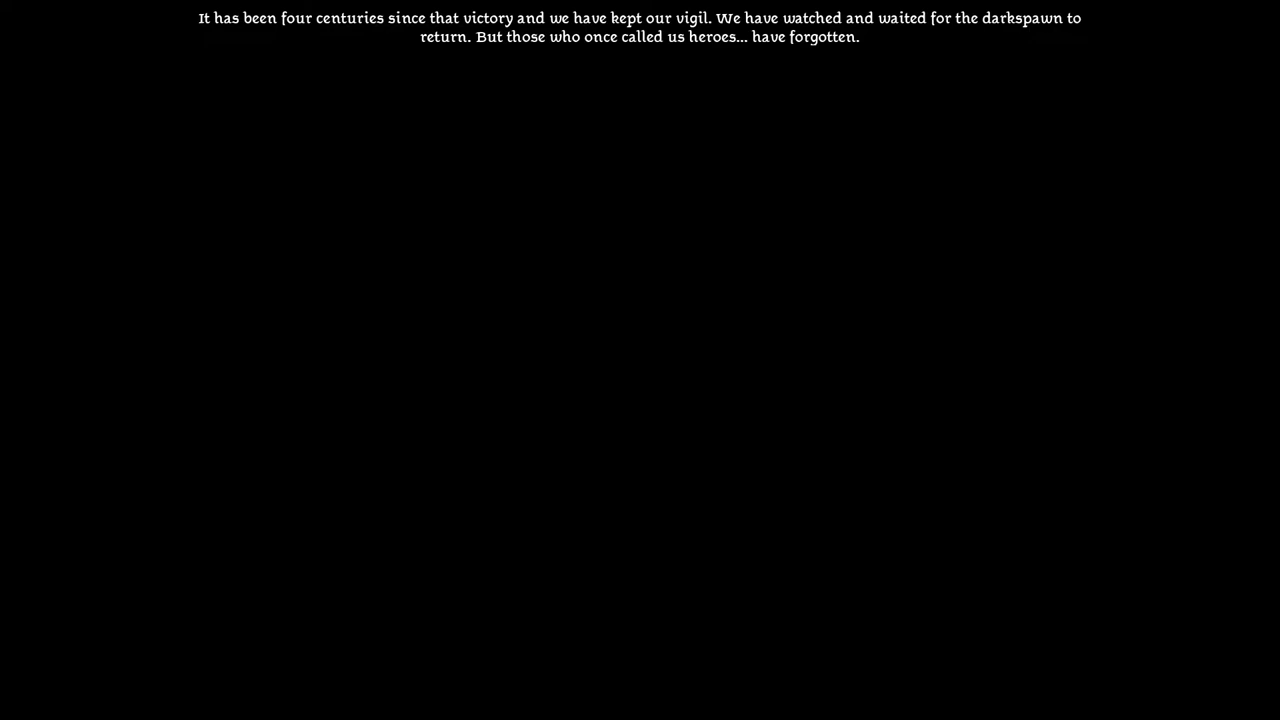 It has been four centuries since that victory and we have kept our vigil. We have watched and waited for the darkspawn to
return. But those who once called us heroes... have forgotten.